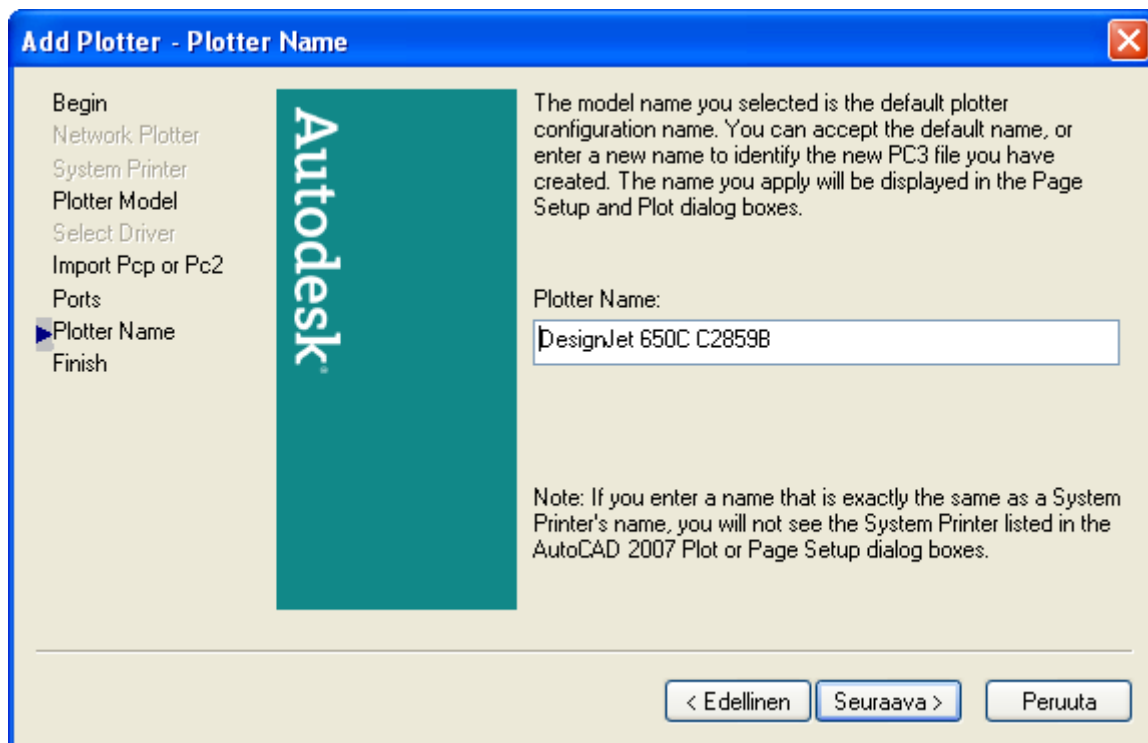 Add Plotter - Plotter Name
Begin
Network Plotter
System Printer
Plotter Model
Select Driver
Import Pcp or Pc2
Ports
Plotter Name
Finish
Autodesk®
The model name you selected is the default plotter
configuration name. You can accept the default name, or
enter a new name to identify the new PC3 file you have
created. The name you apply will be displayed in the Page
Setup and Plot dialog boxes.
Plotter Name:
DesignJet 650C C2859B
Note: If you enter a name that is exactly the same as a System
Printer's name, you will not see the System Printer listed in the
AutoCAD 2007 Plot or Page Setup dialog boxes.
< Edellinen
Seuraava >
Peruuta